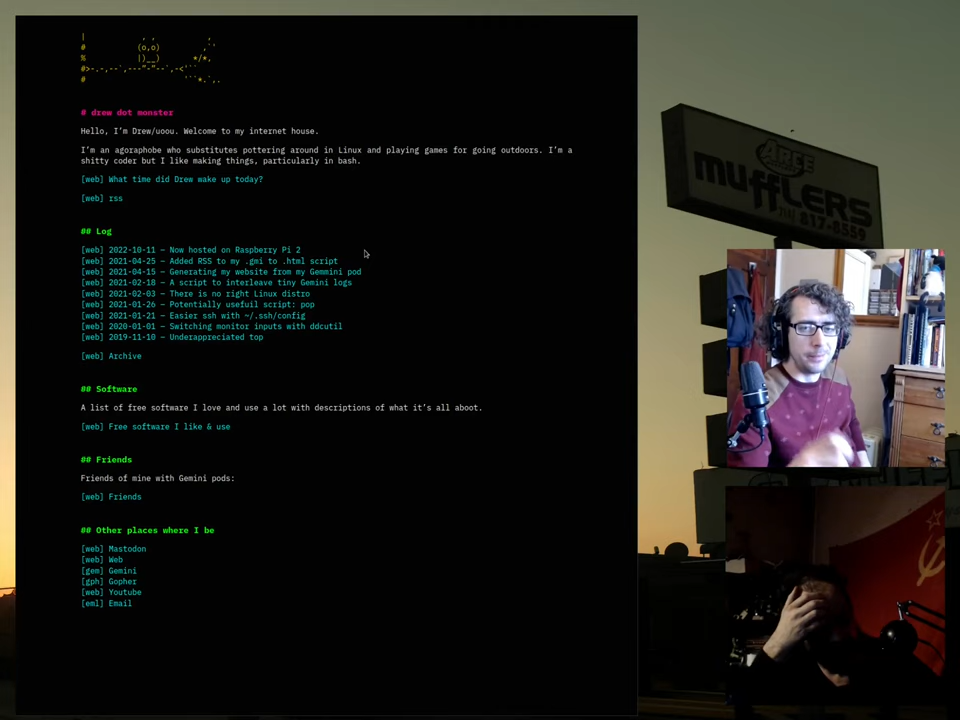 |            , ,          ,
#           (o,o)         ,`'
%           |)__)       */*,
#>-.-,--`,---"-"--`,-<'``
#                     '``*.`,.
# drew dot monster
Hello, I'm Drew/uoou. Welcome to my internet house.
I'm an agoraphobe who substitutes pottering around in Linux and playing games for going outdoors. I'm a
shitty coder but I like making things, particularly in bash.
[web] What time did Drew wake up today?
[web] rss
## Log
[web] 2022-10-11 – Now hosted on Raspberry Pi 2
[web] 2021-04-25 – Added RSS to my .gmi to .html script
[web] 2021-04-15 – Generating my website from my Gemmini pod
[web] 2021-02-18 – A script to interleave tiny Gemini logs
[web] 2021-02-03 – There is no right Linux distro
[web] 2021-01-26 – Potentially usefuil script: pop
[web] 2021-01-21 – Easier ssh with ~/.ssh/config
[web] 2020-01-01 – Switching monitor inputs with ddcutil
[web] 2019-11-10 – Underappreciated top
[web] Archive
## Software
A list of free software I love and use a lot with descriptions of what it's all aboot.
[web] Free software I like & use
## Friends
Friends of mine with Gemini pods:
[web] Friends
## Other places where I be
[web] Mastodon
[web] Web
[gem] Gemini
[gph] Gopher
[web] Youtube
[eml] Email
muffLERS
817-8559